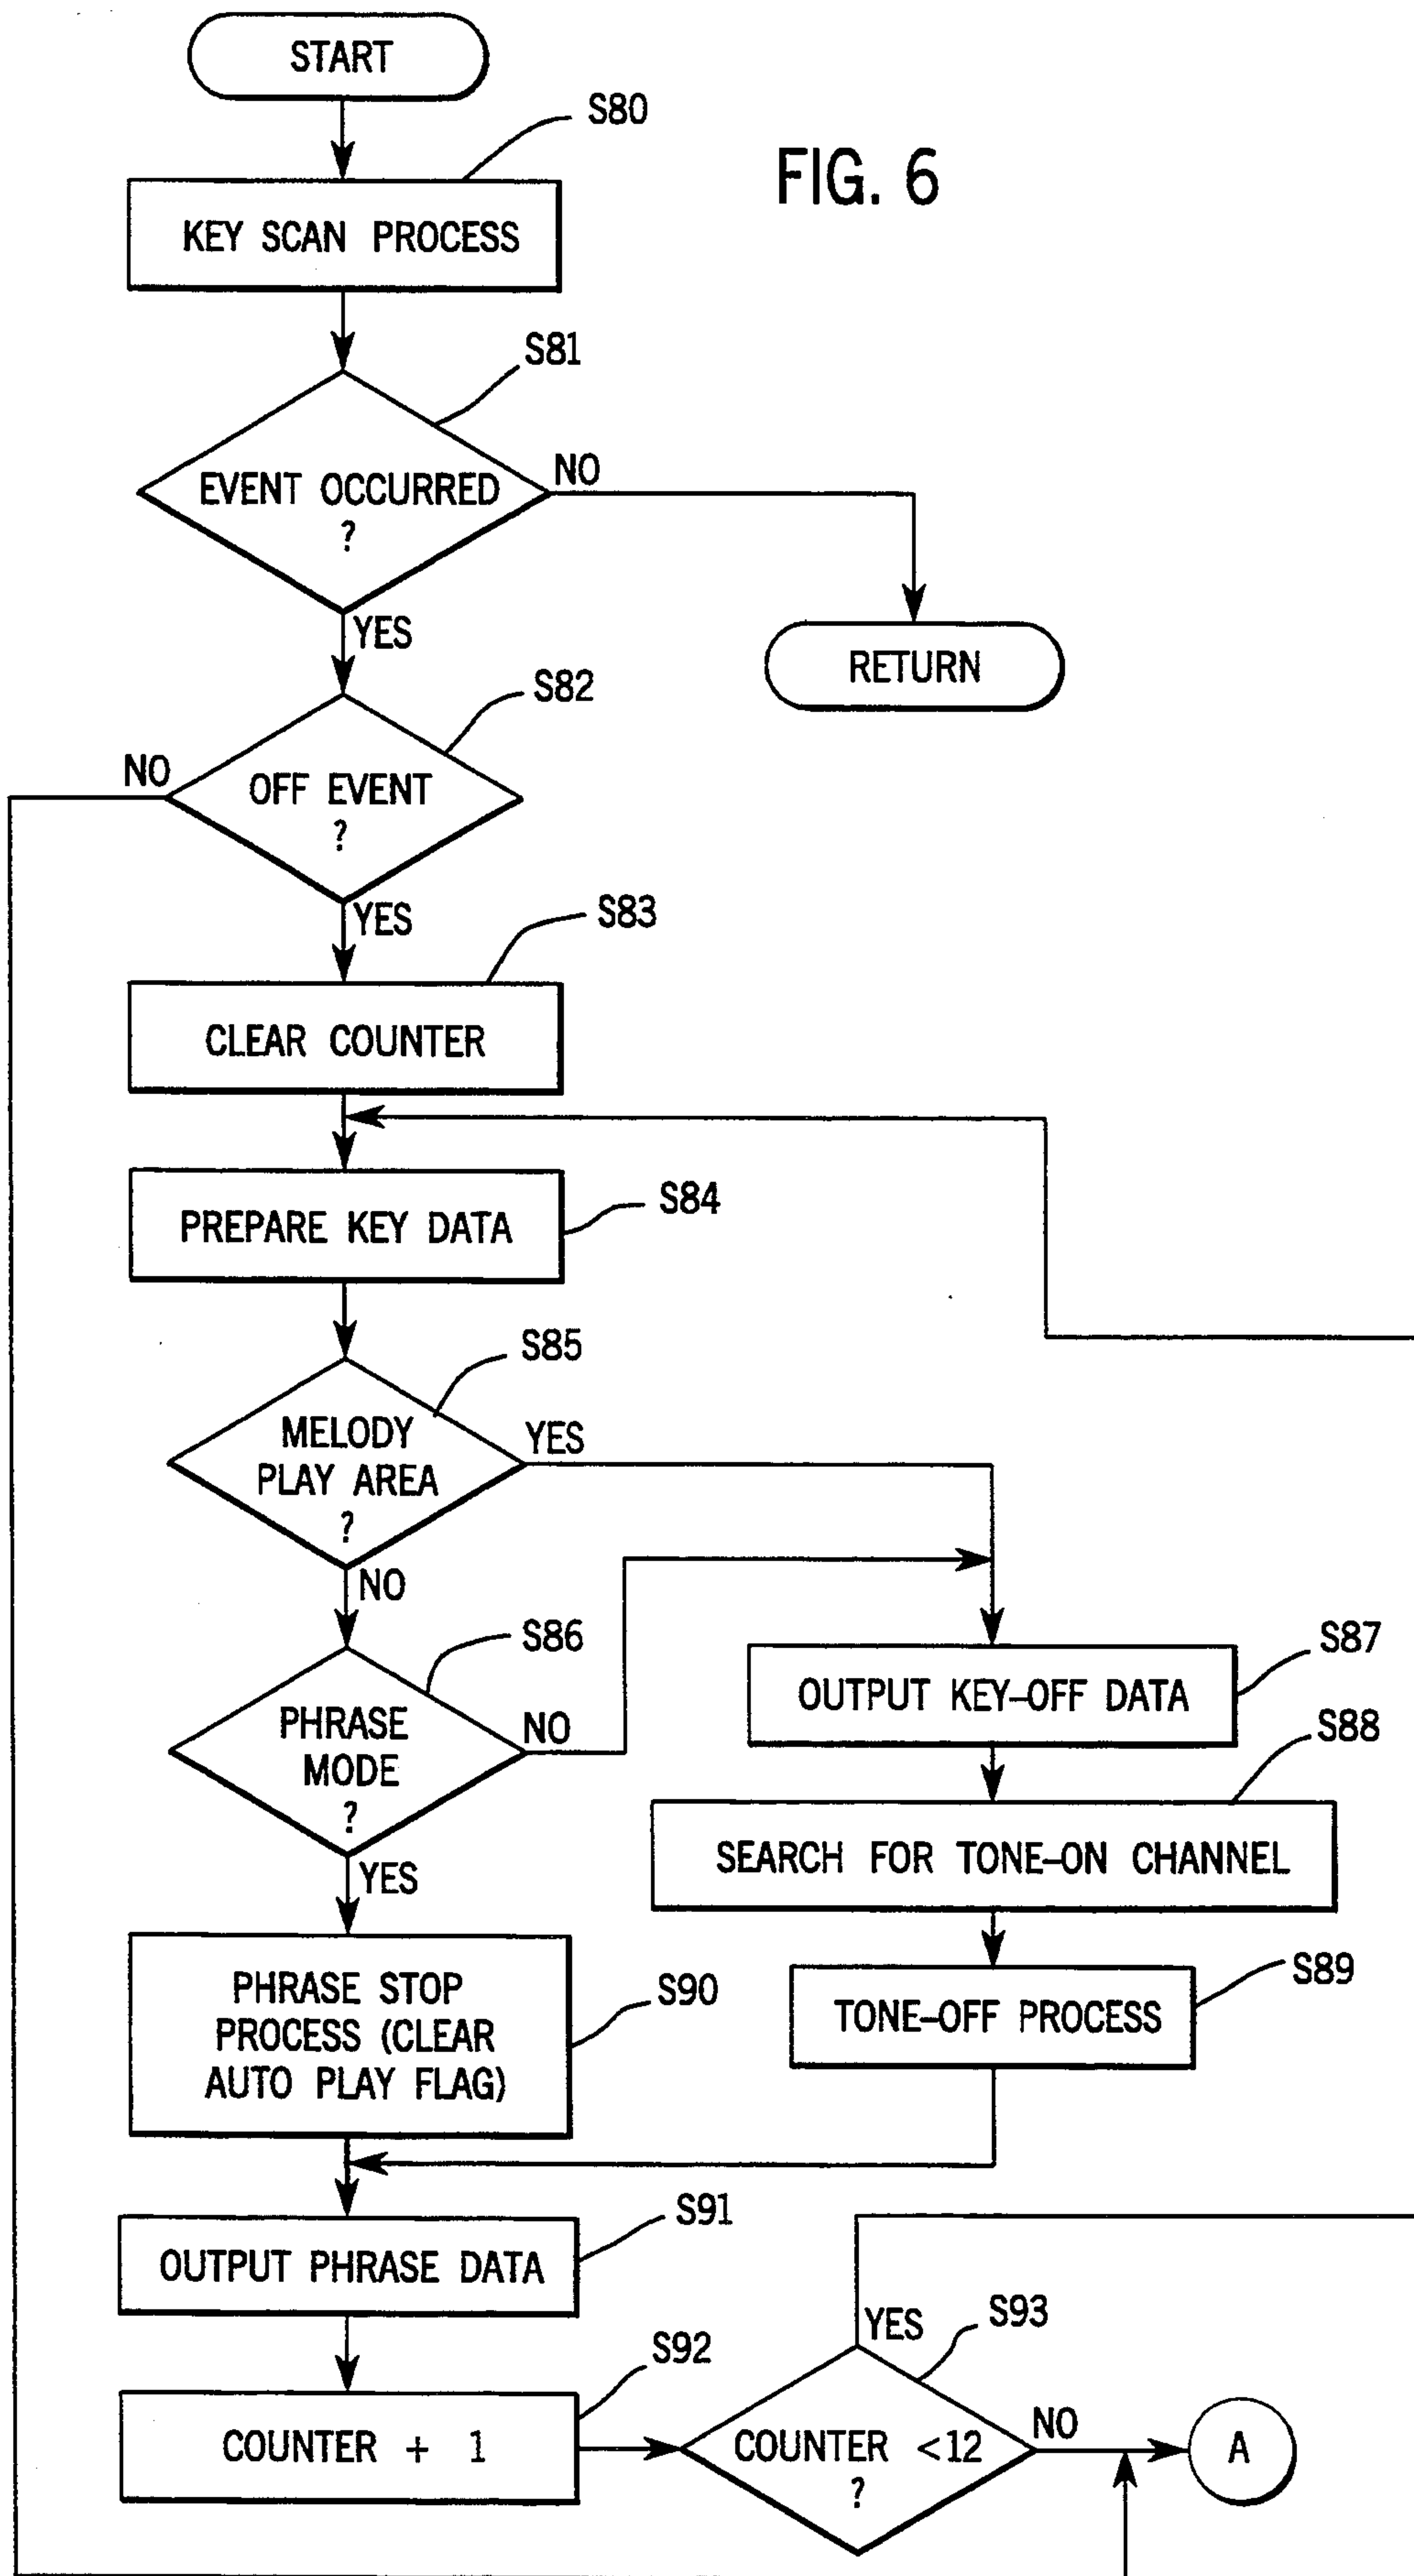 START
S80
FIG. 6
KEY SCAN PROCESS
S81
EVENT OCCURRED
?
NO
YES
RETURN
S82
NO
OFF EVENT
?
YES
S83
CLEAR COUNTER
S84
PREPARE KEY DATA
S85
MELODY
PLAY AREA
?
YES
NO
S86
PHRASE
MODE
?
NO
YES
S87
OUTPUT KEY–OFF DATA
S88
SEARCH FOR TONE–ON CHANNEL
S89
TONE–OFF PROCESS
S90
PHRASE STOP
PROCESS (CLEAR
AUTO PLAY FLAG)
S91
OUTPUT PHRASE DATA
S92
COUNTER + 1
S93
YES
COUNTER <12
?
NO
A